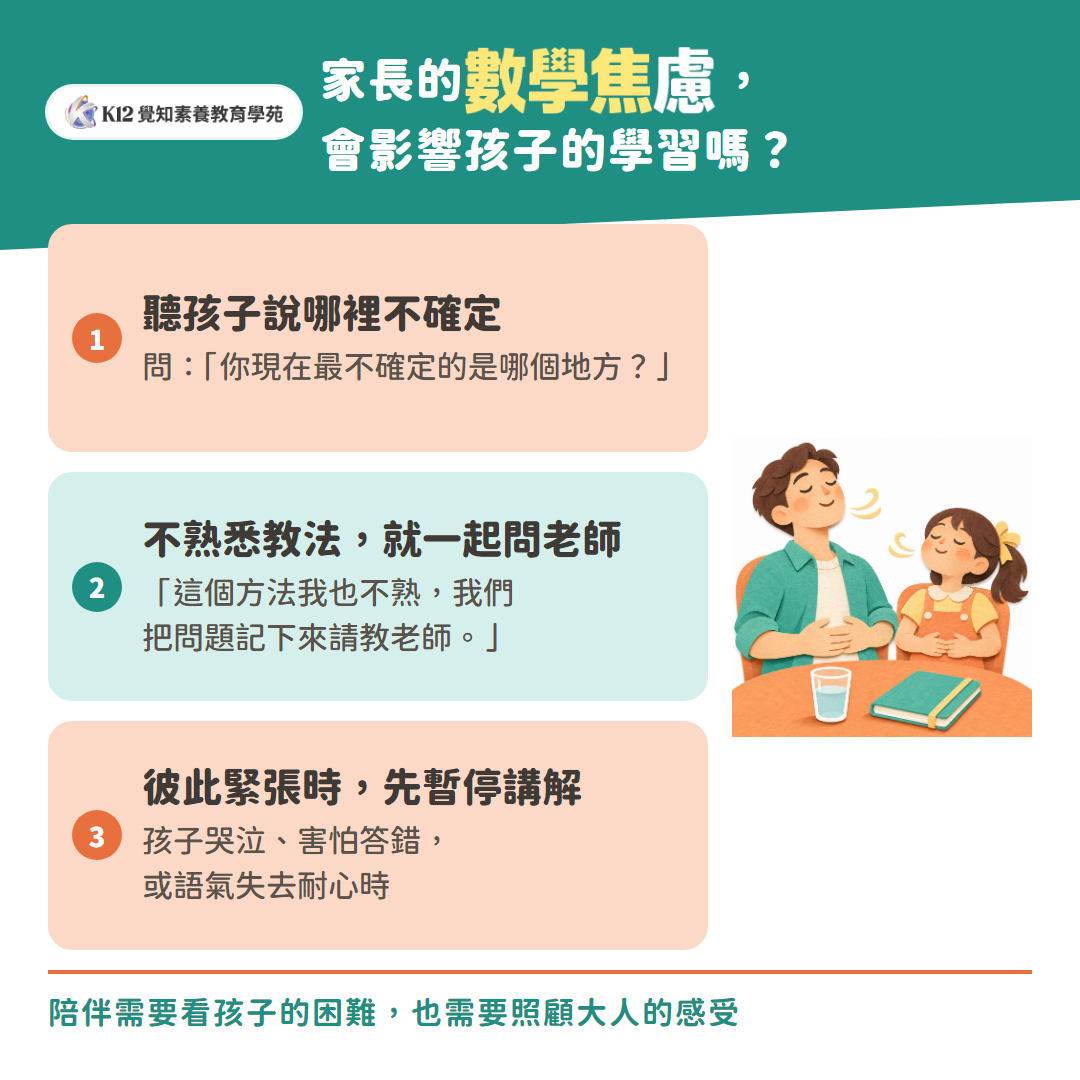 K12 覺知素養教育學苑
家長的數學焦慮，
會影響孩子的學習嗎？
1
聽孩子說哪裡不確定
問：「你現在最不確定的是哪個地方？」
2
不熟悉教法，就一起問老師
「這個方法我也不熟，我們
把問題記下來請教老師。」
3
彼此緊張時，先暫停講解
孩子哭泣、害怕答錯，
或語氣失去耐心時
陪伴需要看孩子的困難，也需要照顧大人的感受